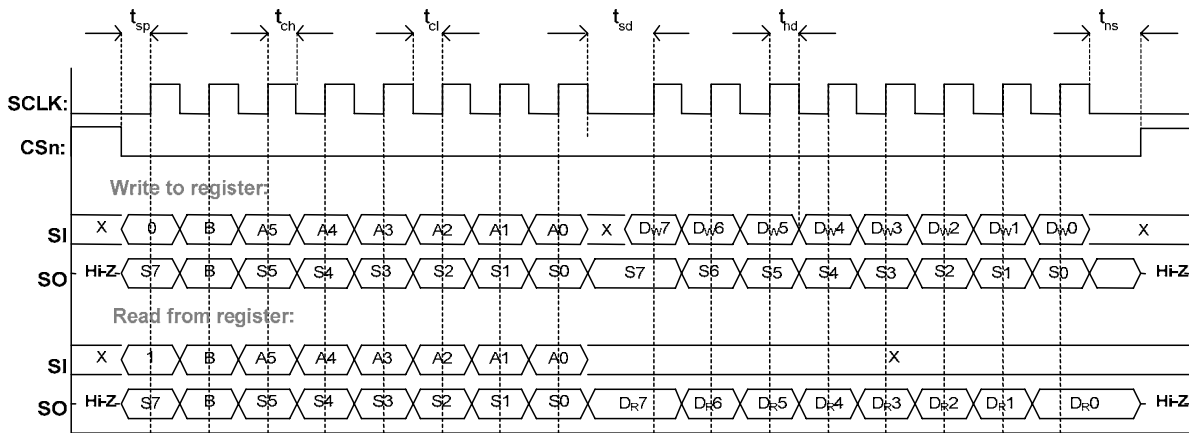 tsp tch tcl tsd thd tns
SCLK:
CSn:
Write to register:
SI X 0 B A5 A4 A3 A2 A1 A0 X DW7 DW6 DW5 DW4 DW3 DW2 DW1 DW0 X
SO Hi-Z S7 B S5 S4 S3 S2 S1 S0 S7 S6 S5 S4 S3 S2 S1 S0 Hi-Z
Read from register:
SI X 1 B A5 A4 A3 A2 A1 A0 X
SO Hi-Z S7 B S5 S4 S3 S2 S1 S0 DR7 DR6 DR5 DR4 DR3 DR2 DR1 DR0 Hi-Z